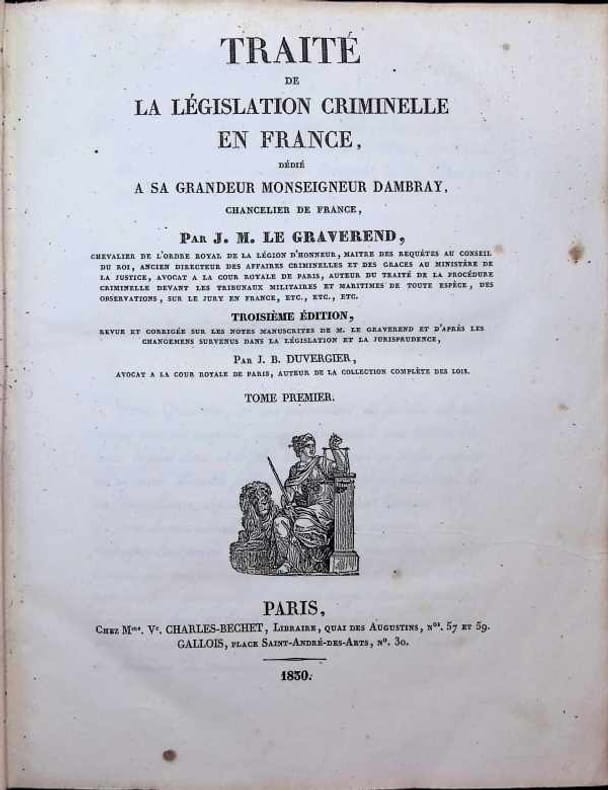 TRAITÉ
DE
LA LÉGISLATION CRIMINELLE
EN FRANCE,
DÉDIÉ
A SA GRANDEUR MONSEIGNEUR DAMBRAY,
CHANCELIER DE FRANCE,
PAR J. M. LE GRAVEREND,
CHEVALIER DE L'ORDRE ROYAL DE LA LÉGION D'HONNEUR, MAITRE DES REQUÊTES AU CONSEIL
DU ROI, ANCIEN DIRECTEUR DES AFFAIRES CRIMINELLES ET DES GRACES AU MINISTÈRE DE
LA JUSTICE, AVOCAT A LA COUR ROYALE DE PARIS, AUTEUR DU TRAITÉ DE LA PROCÉDURE
CRIMINELLE DEVANT LES TRIBUNAUX MILITAIRES ET MARITIMES DE TOUTE ESPÈCE, DES
OBSERVATIONS, SUR LE JURY EN FRANCE, ETC., ETC., ETC.
TROISIÈME ÉDITION,
REVUE ET CORRIGÉE SUR LES NOTES MANUSCRITES DE M. LE GRAVEREND ET D'APRÈS LES
CHANGEMENS SURVENUS DANS LA LÉGISLATION ET LA JURISPRUDENCE,
PAR J. B. DUVERGIER,
AVOCAT A LA COUR ROYALE DE PARIS, AUTEUR DE LA COLLECTION COMPLÈTE DES LOIS.
TOME PREMIER.
PARIS,
CHEZ Mme. Ve. CHARLES-BECHET, LIBRAIRE, QUAI DES AUGUSTINS, Nos. 57 ET 59.
GALLOIS, PLACE SAINT-ANDRÉ-DES-ARTS, No. 30.
1830.